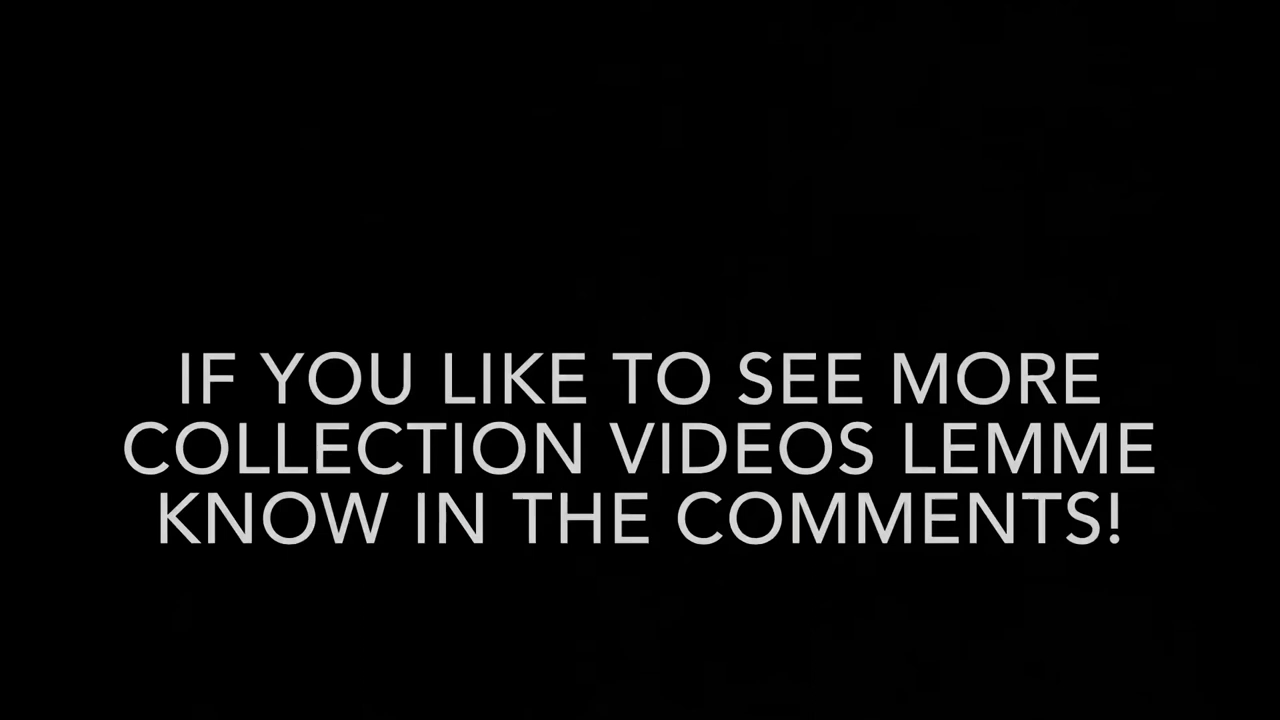 IF YOU LIKE TO SEE MORE
COLLECTION VIDEOS LEMME
KNOW IN THE COMMENTS!